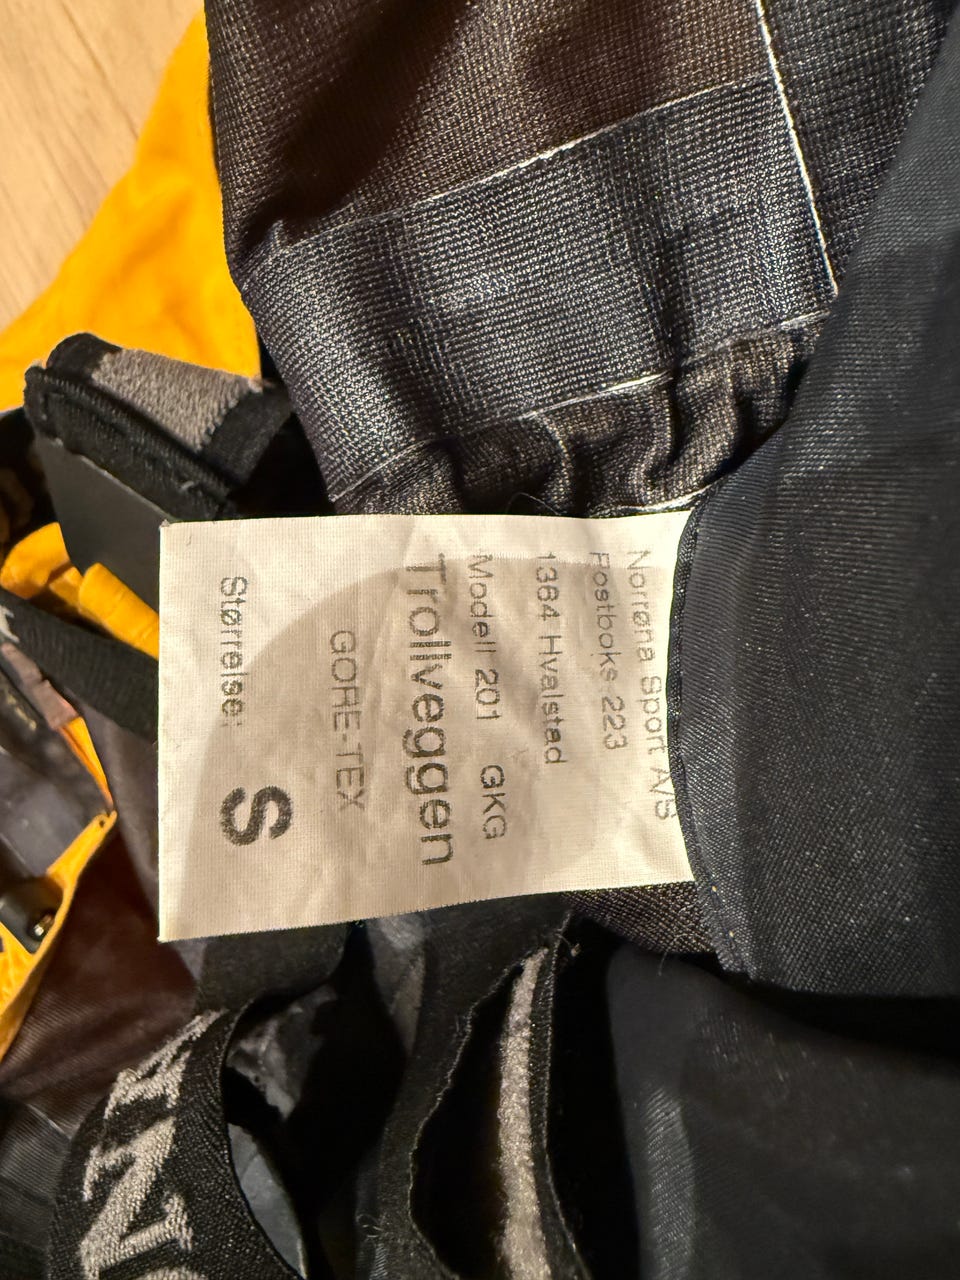 Norrøna Sport A/S
Postboks 223
1364 Hvalstad
Modell 201 GKG
Trollveggen
GORE-TEX
Størrelse: S